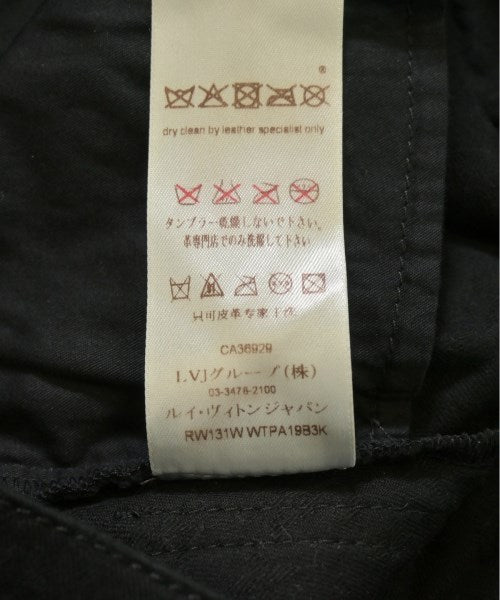 ®
dry clean by leather specialist only
タンブラー乾燥しないで下さい。
革専門店でのみ洗濯して下さい
只可皮革专家干洗
CA36929
LVJグループ(株)
03-3478-2100
ルイ・ヴィトン ジャパン
RW131W WTPA19B3K